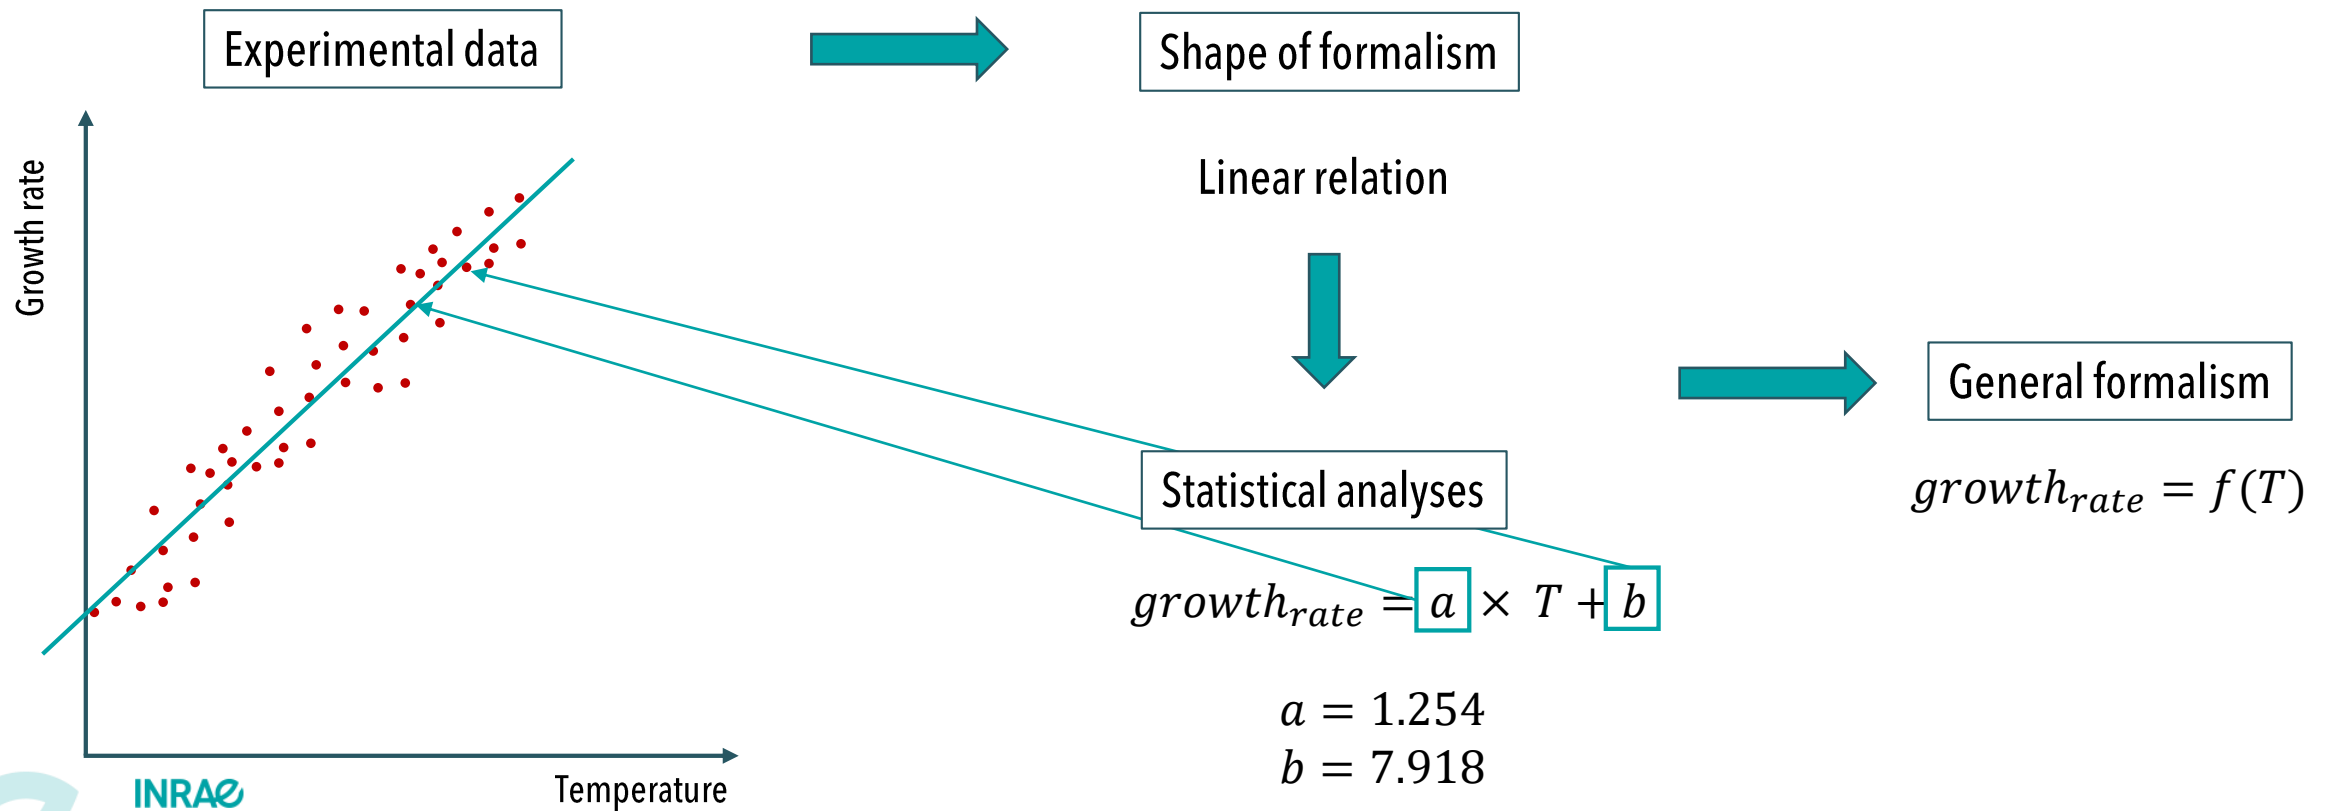 Experimental data
Shape of formalism
Growth rate
Linear relation
General formalism
Statistical analyses
growth_rate = f(T)
growth_rate = a × T + b
a = 1.254
b = 7.918
Temperature
INRAE